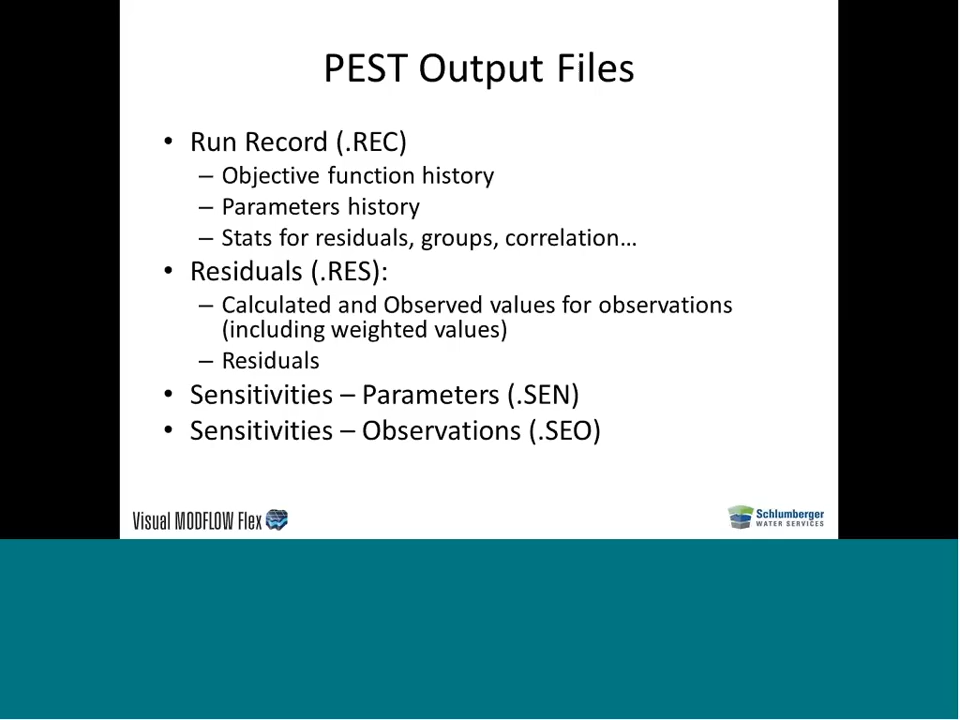 PEST Output Files
• Run Record (.REC)
– Objective function history
– Parameters history
– Stats for residuals, groups, correlation…
• Residuals (.RES):
– Calculated and Observed values for observations
(including weighted values)
– Residuals
• Sensitivities – Parameters (.SEN)
• Sensitivities – Observations (.SEO)
Visual MODFLOW Flex
Schlumberger
WATER SERVICES